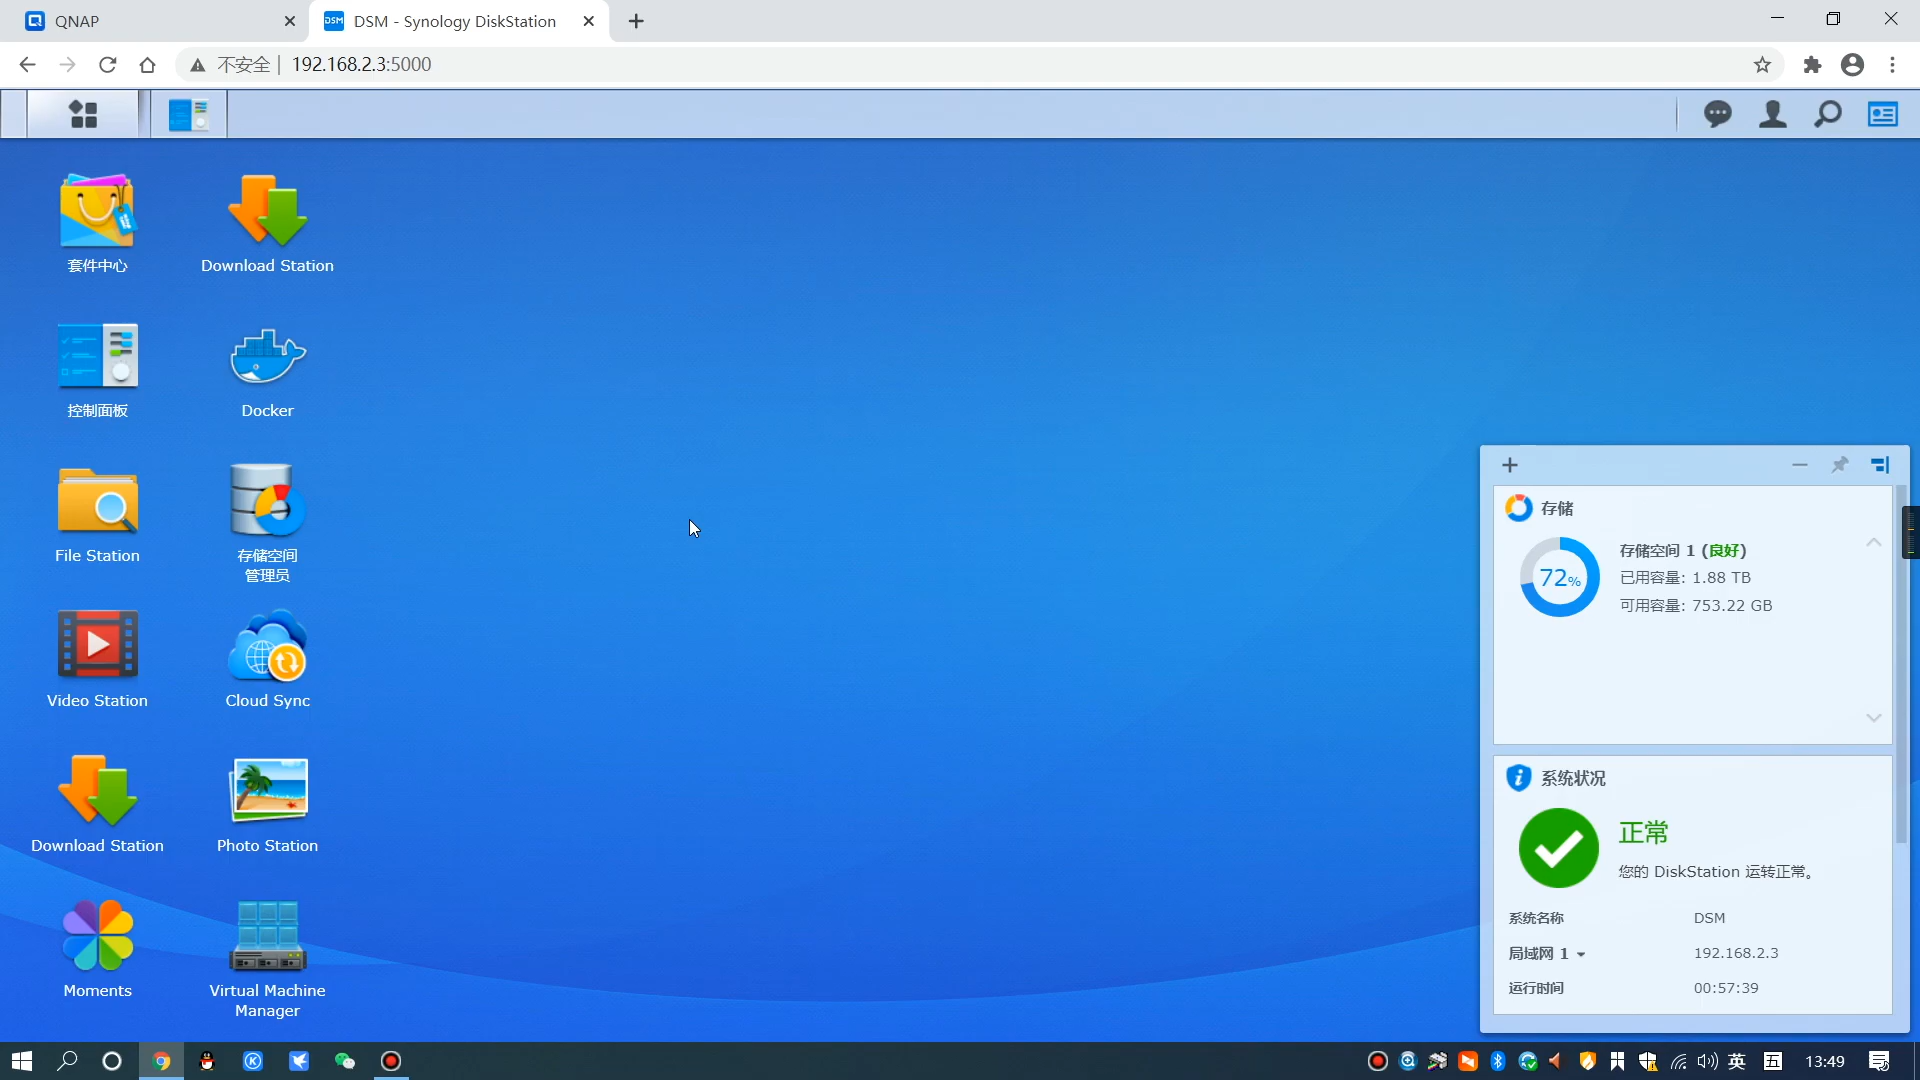 QNAP
DSM - Synology DiskStation
不安全 | 192.168.2.3:5000
套件中心
Download Station
控制面板
Docker
File Station
存储空间
管理员
Video Station
Cloud Sync
Download Station
Photo Station
Moments
Virtual Machine
Manager
存储
72%
存储空间 1 (良好)
已用容量: 1.88 TB
可用容量: 753.22 GB
系统状况
正常
您的 DiskStation 运转正常。
系统名称 DSM
局域网 1 192.168.2.3
运行时间 00:57:39
英 五 13:49